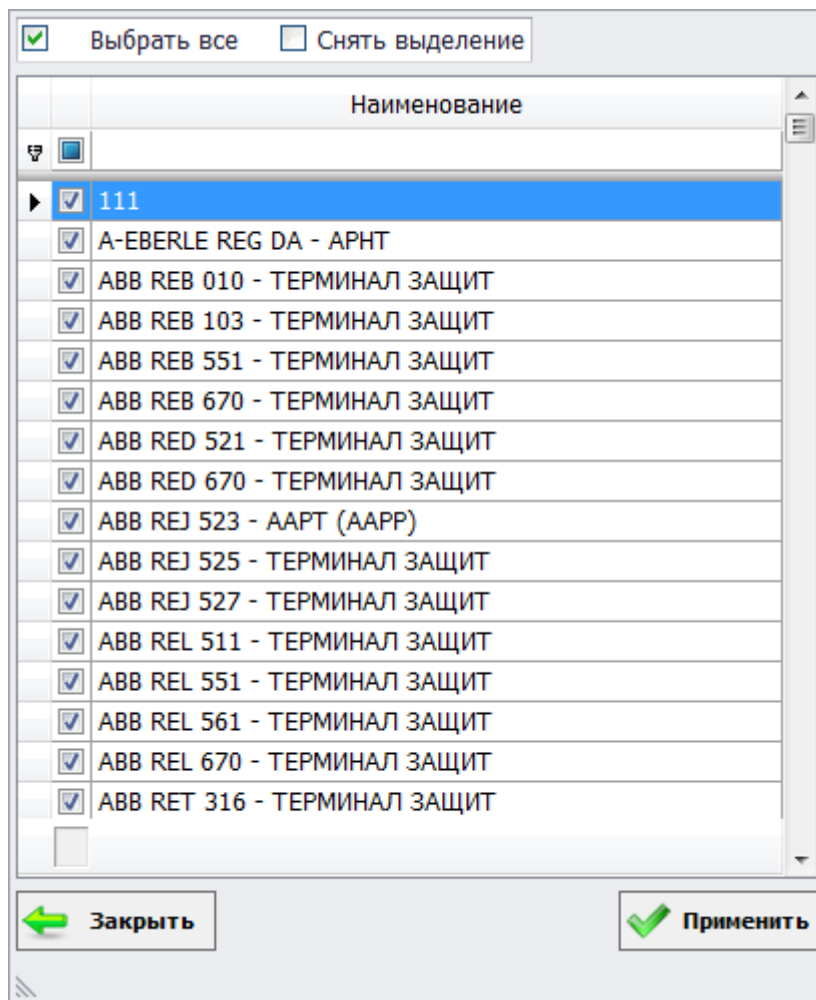 Выбрать все Снять выделение
Наименование
111
A-EBERLE REG DA - АРНТ
ABB REB 010 - ТЕРМИНАЛ ЗАЩИТ
ABB REB 103 - ТЕРМИНАЛ ЗАЩИТ
ABB REB 551 - ТЕРМИНАЛ ЗАЩИТ
ABB REB 670 - ТЕРМИНАЛ ЗАЩИТ
ABB RED 521 - ТЕРМИНАЛ ЗАЩИТ
ABB RED 670 - ТЕРМИНАЛ ЗАЩИТ
ABB REJ 523 - ААРТ (ААРР)
ABB REJ 525 - ТЕРМИНАЛ ЗАЩИТ
ABB REJ 527 - ТЕРМИНАЛ ЗАЩИТ
ABB REL 511 - ТЕРМИНАЛ ЗАЩИТ
ABB REL 551 - ТЕРМИНАЛ ЗАЩИТ
ABB REL 561 - ТЕРМИНАЛ ЗАЩИТ
ABB REL 670 - ТЕРМИНАЛ ЗАЩИТ
ABB RET 316 - ТЕРМИНАЛ ЗАЩИТ
Закрыть Применить